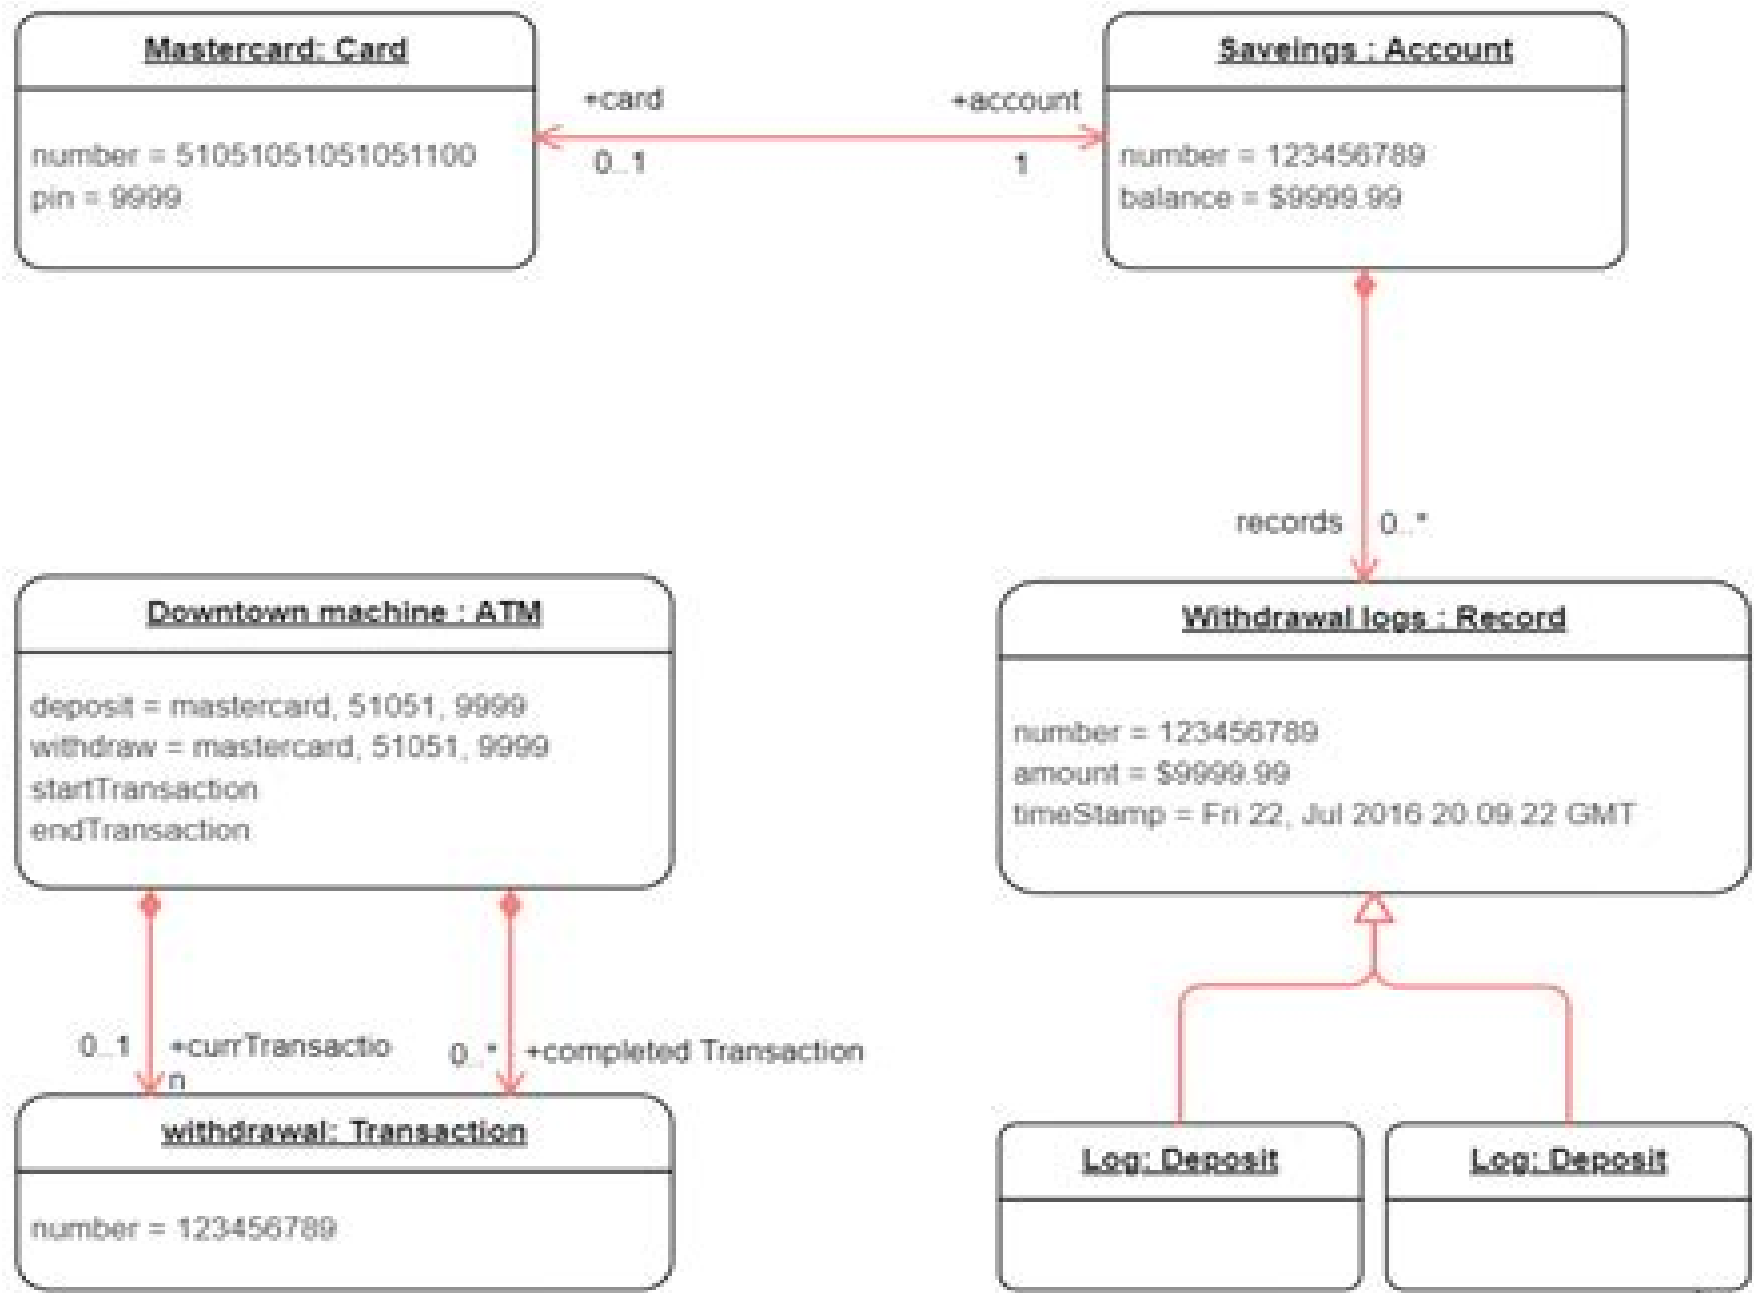 Mastercard: Card
number = 51051051051051100
pin = 9999
+card
0..1
+account
1
Saveings : Account
number = 123456789
balance = $9999.99
records
0..*
Downtown machine : ATM
deposit = mastercard, 51051, 9999
withdraw = mastercard, 51051, 9999
startTransaction
endTransaction
Withdrawal logs : Record
number = 123456789
amount = $9999.99
timeStamp = Fri 22, Jul 2016 20.09.22 GMT
0..1
+currTransactio
n
0..*
+completed Transaction
withdrawal: Transaction
number = 123456789
Log: Deposit
Log: Deposit